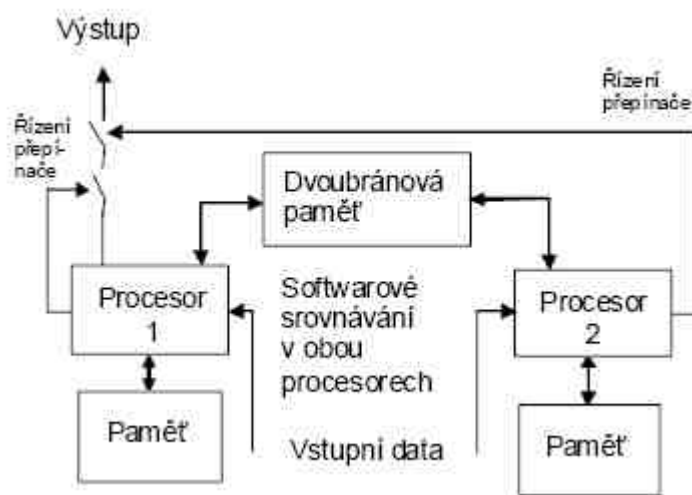 Výstup
Řízení
přepí-
nače
Řízení
přepínače
Dvoubránová
paměť
Procesor
1
Softwarové
srovnávání
v obou
procesorech
Procesor
2
Paměť
Vstupní data
Paměť